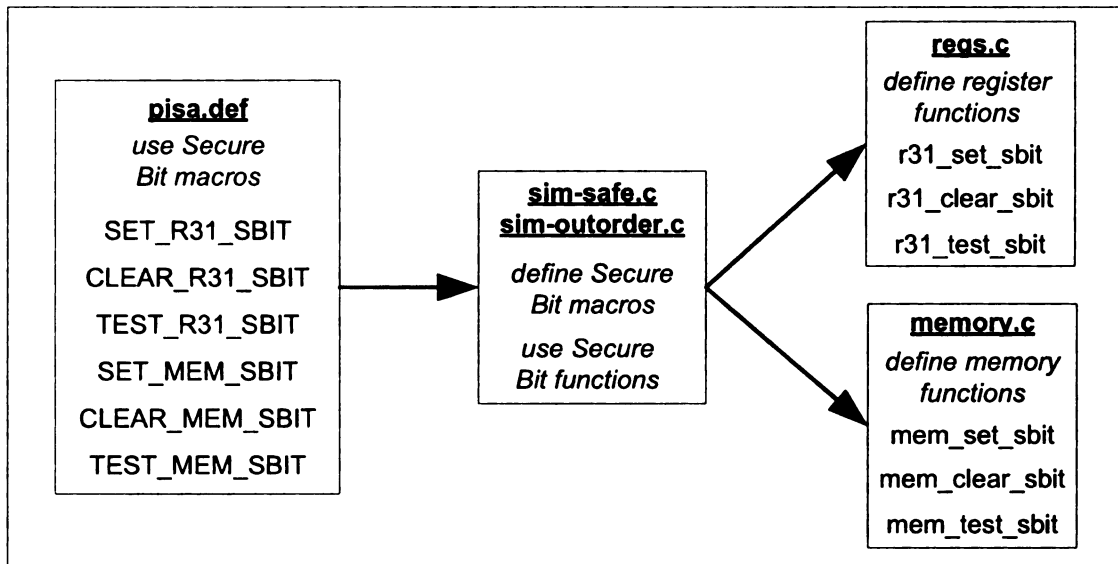 pisa.def
use Secure
Bit macros
SET_R31_SBIT
CLEAR_R31_SBIT
TEST_R31_SBIT
SET_MEM_SBIT
CLEAR_MEM_SBIT
TEST_MEM_SBIT
sim-safe.c
sim-outorder.c
define Secure
Bit macros
use Secure
Bit functions
regs.c
define register
functions
r31_set_sbit
r31_clear_sbit
r31_test_sbit
memory.c
define memory
functions
mem_set_sbit
mem_clear_sbit
mem_test_sbit